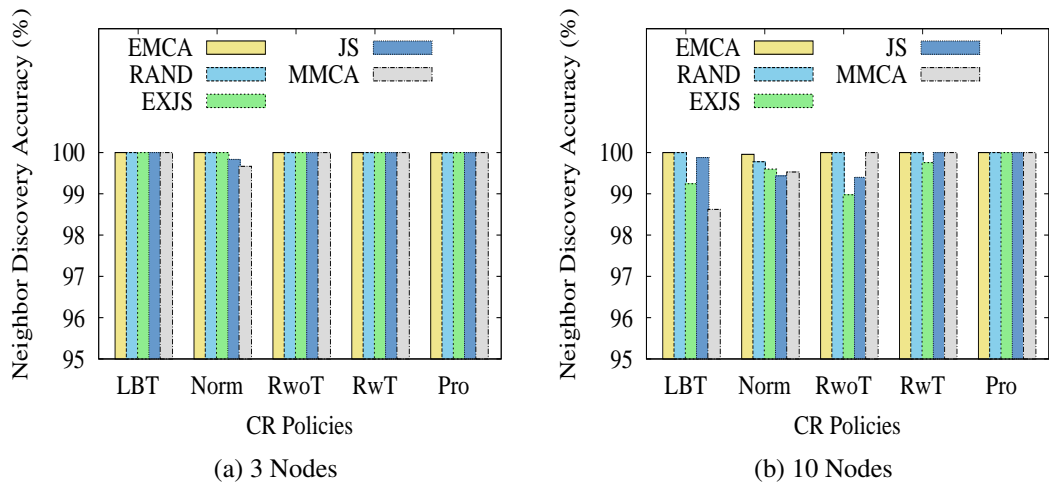 Neighbor Discovery Accuracy (%)
EMCA
RAND
EXJS
JS
MMCA
100
99
98
97
96
95
LBT Norm RwoT RwT Pro
CR Policies
(a) 3 Nodes
Neighbor Discovery Accuracy (%)
EMCA
RAND
EXJS
JS
MMCA
100
99
98
97
96
95
LBT Norm RwoT RwT Pro
CR Policies
(b) 10 Nodes